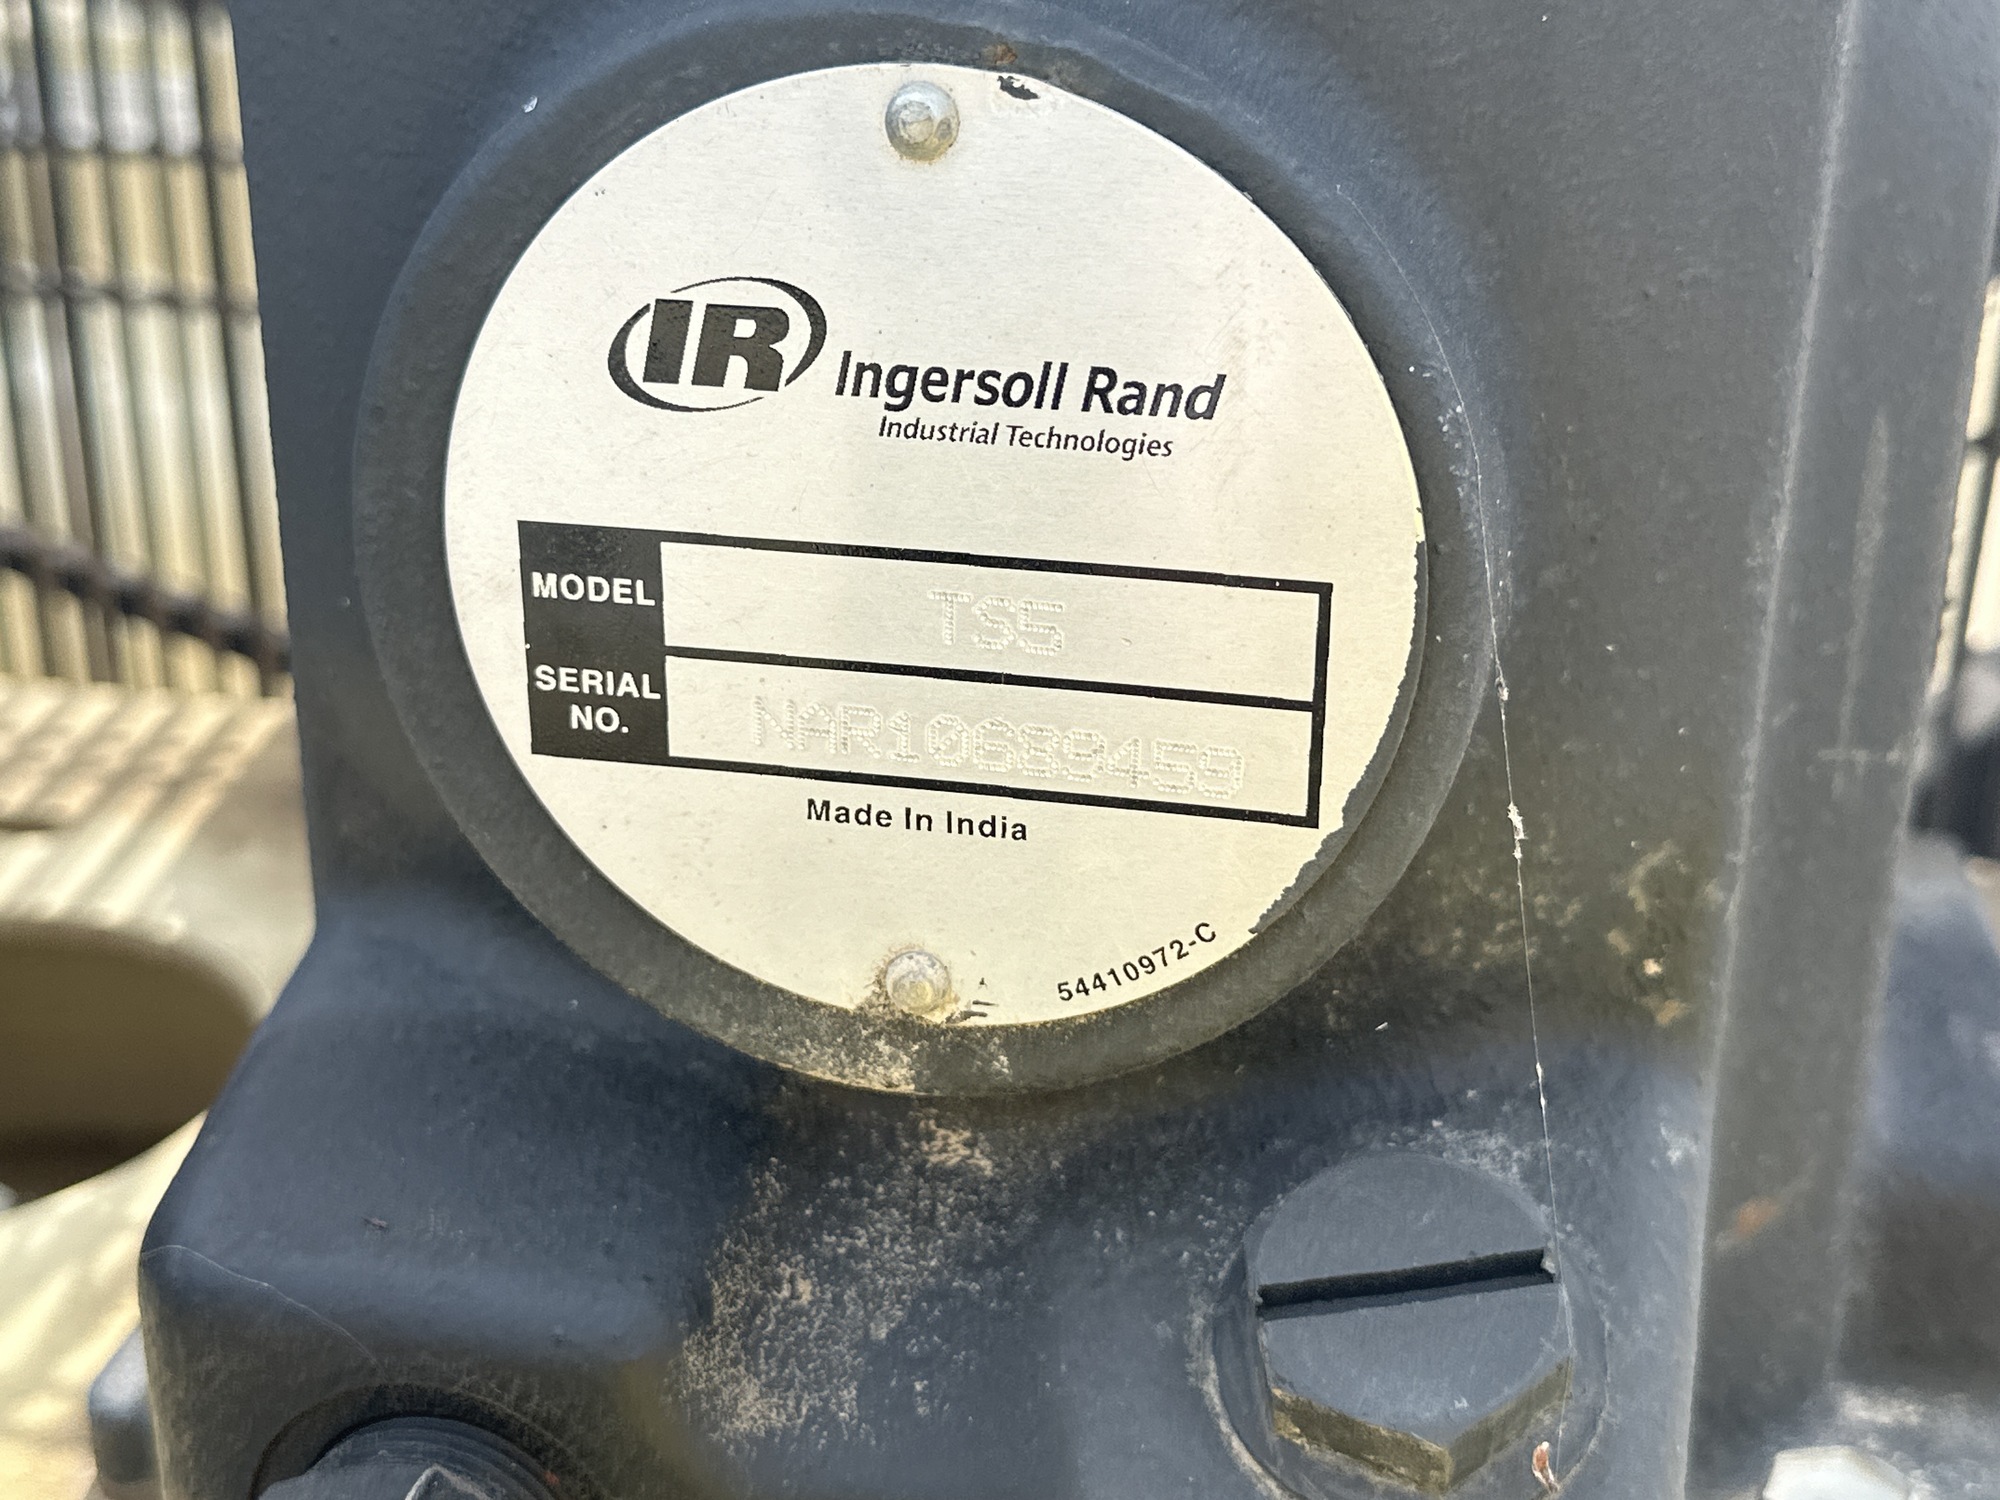 IR Ingersoll Rand
Industrial Technologies
MODEL TS5
SERIAL NO. NAR10689459
Made In India
54410972-C